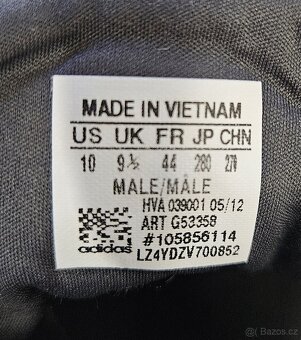 MADE IN VIETNAM
US UK FR JP CHN
10 9½ 44 280 270
MALE/MÂLE
HVA 039001 05/12
ART G53358
#105856114
adidas LZ4YDZV700852
Bazoš.cz